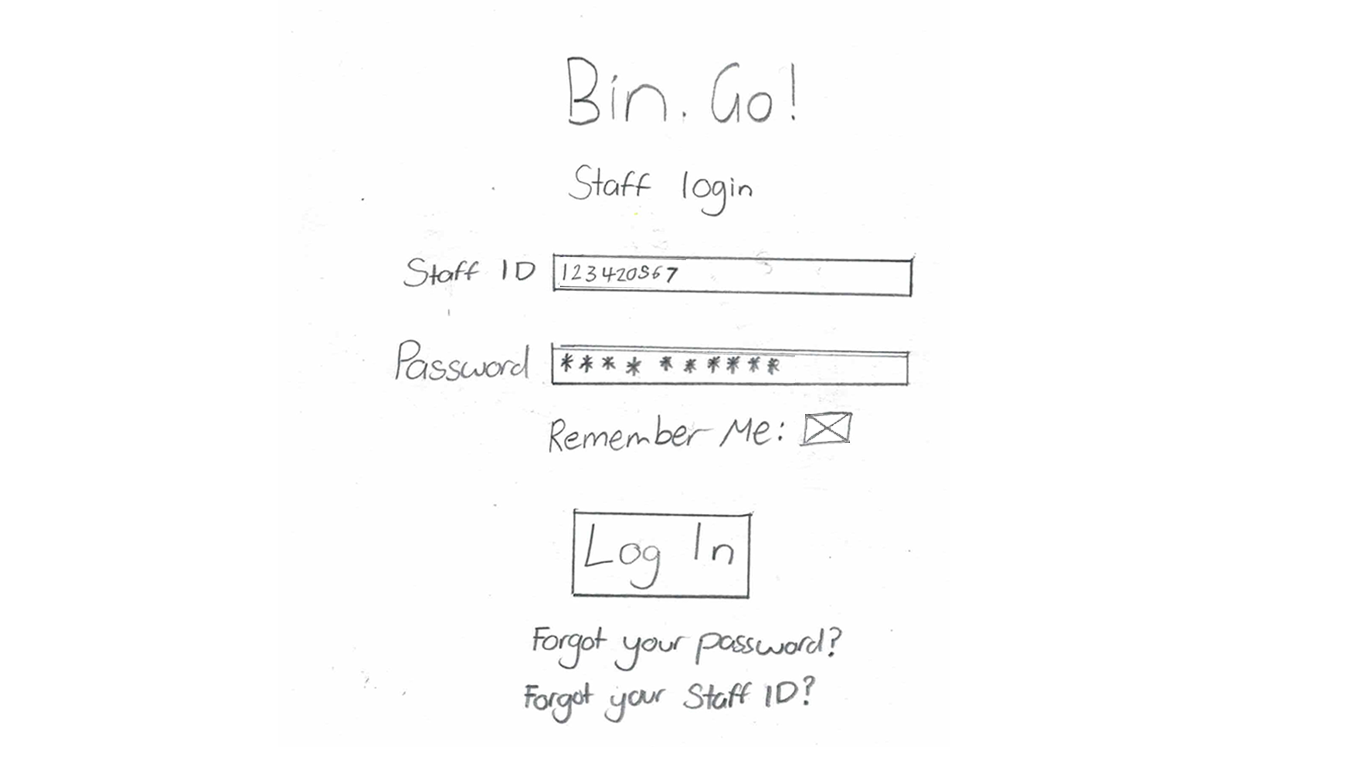 Bin. Go!
Staff login
Staff ID 123420567
Password **** ******
Remember Me:
Log In
Forgot your password?
Forgot your Staff ID?